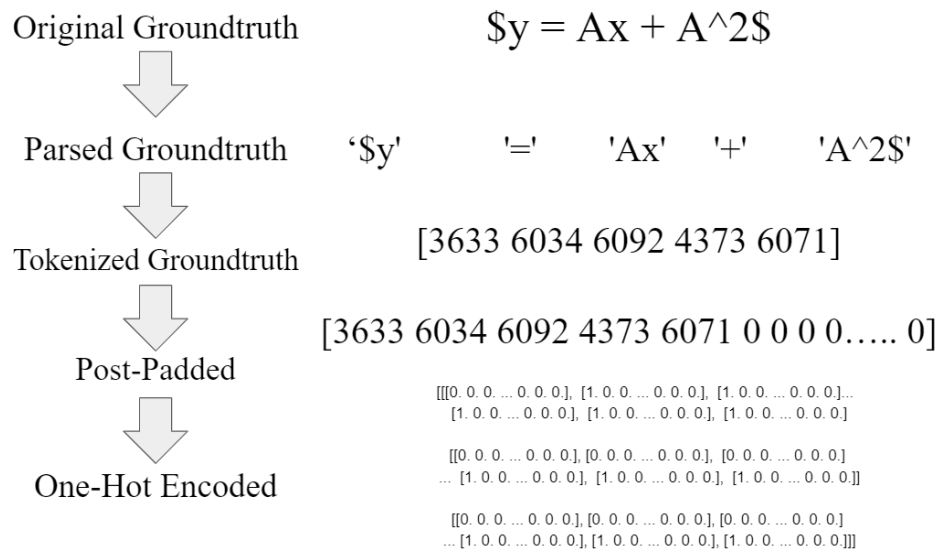 Original Groundtruth
$y = Ax + A^2$
Parsed Groundtruth
‘$y' '=' 'Ax' '+' 'A^2$'
Tokenized Groundtruth
[3633 6034 6092 4373 6071]
Post-Padded
[3633 6034 6092 4373 6071 0 0 0 0….. 0]
One-Hot Encoded
[[[0. 0. 0. ... 0. 0. 0.], [1. 0. 0. ... 0. 0. 0.], [1. 0. 0. ... 0. 0. 0.]...
[1. 0. 0. ... 0. 0. 0.], [1. 0. 0. ... 0. 0. 0.], [1. 0. 0. ... 0. 0. 0.]
[[0. 0. 0. ... 0. 0. 0.], [0. 0. 0. ... 0. 0. 0.], [0. 0. 0. ... 0. 0. 0.]
... [1. 0. 0. ... 0. 0. 0.], [1. 0. 0. ... 0. 0. 0.], [1. 0. 0. ... 0. 0. 0.]]
[[0. 0. 0. ... 0. 0. 0.], [0. 0. 0. ... 0. 0. 0.], [0. 0. 0. ... 0. 0. 0.]
... [1. 0. 0. ... 0. 0. 0.], [1. 0. 0. ... 0. 0. 0.], [1. 0. 0. ... 0. 0. 0.]]]